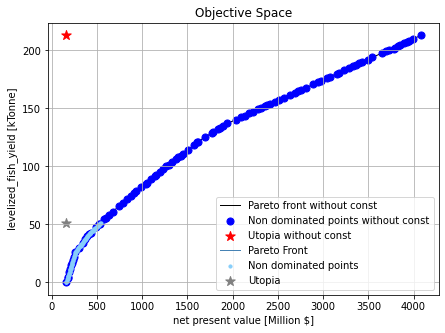 Objective Space
levelized_fish_yield [kTonne]
200
150
100
50
0
Pareto front without const
Non dominated points without const
Utopia without const
Pareto Front
Non dominated points
Utopia
0 500 1000 1500 2000 2500 3000 3500 4000
net present value [Million $]